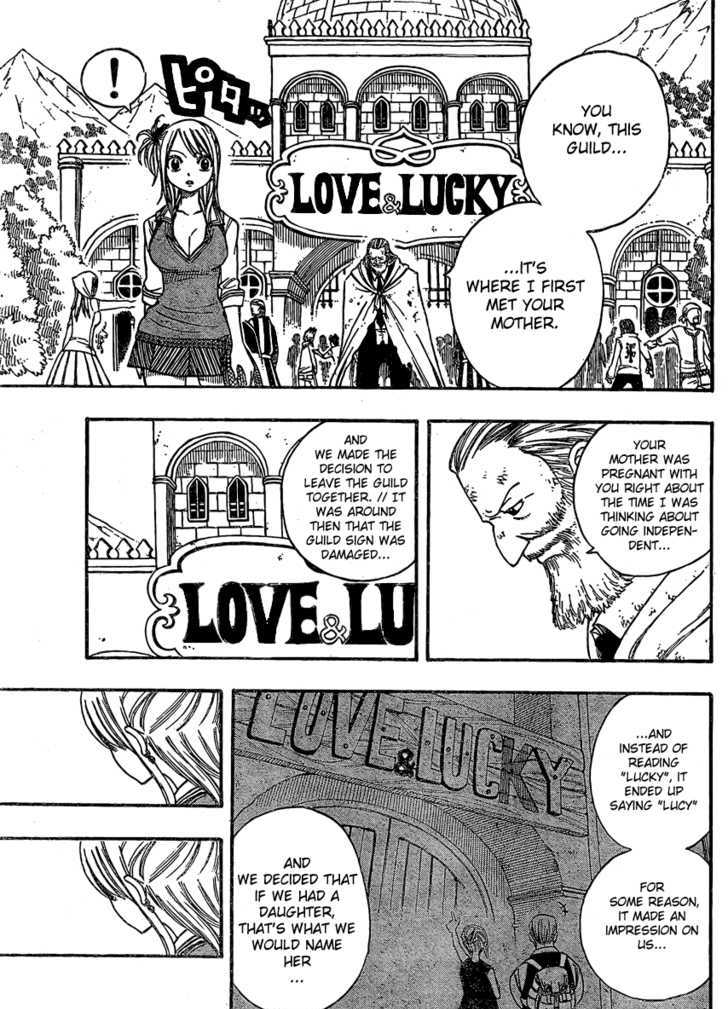 YOU
KNOW, THIS
GUILD...
...IT'S
WHERE I FIRST
MET YOUR
MOTHER.
LOVE & LUCKY
ピタッ
!
YOUR
MOTHER WAS
PREGNANT WITH
YOU RIGHT ABOUT
THE TIME I WAS
THINKING ABOUT
GOING INDEPEN-
DENT...
AND
WE MADE THE
DECISION TO
LEAVE THE GUILD
TOGETHER. // IT
WAS AROUND
THEN THAT THE
GUILD SIGN WAS
DAMAGED...
LOVE & LU
...AND
INSTEAD OF
READING
"LUCKY", IT
ENDED UP
SAYING "LUCY"
FOR
SOME REASON,
IT MADE AN
IMPRESSION ON
US...
LOVE & LUCKY
AND
WE DECIDED THAT
IF WE HAD A
DAUGHTER,
THAT'S WHAT WE
WOULD NAME
HER
...